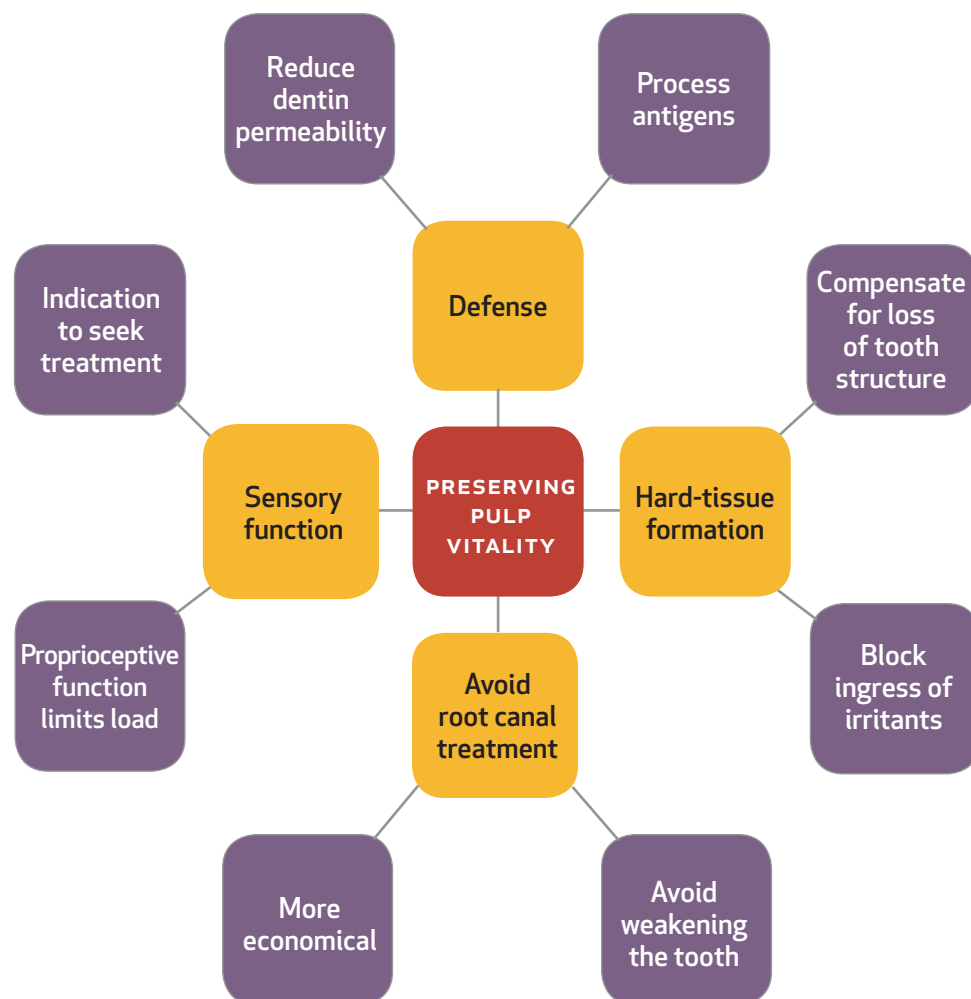 Reduce
dentin
permeability
Process
antigens
Indication
to seek
treatment
Defense
Compensate
for loss
of tooth
structure
Sensory
function
PRESERVING
PULP
VITALITY
Hard-tissue
formation
Proprioceptive
function
limits load
Avoid
root canal
treatment
Block
ingress of
irritants
More
economical
Avoid
weakening
the tooth